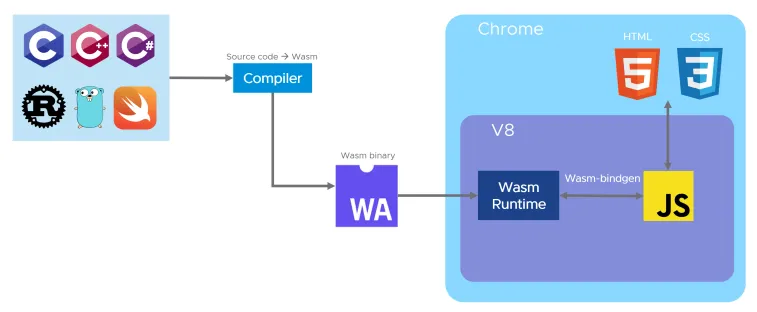 C
C++
C#
R
Source code → Wasm
Compiler
Wasm binary
WA
Chrome
HTML
5
CSS
3
V8
Wasm
Runtime
Wasm-bindgen
JS